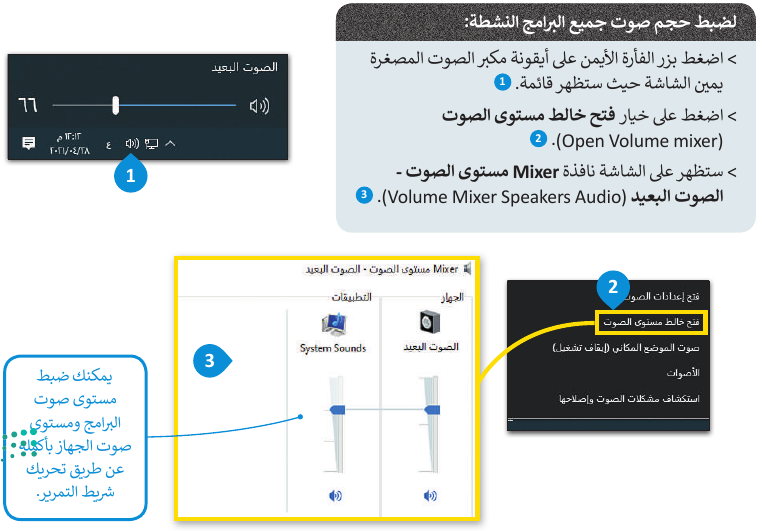 لضبط حجم صوت جميع البرامج النشطة:
> اضغط بزر الفأرة الأيمن على أيقونة مكبر الصوت المصغرة
يمين الشاشة حيث ستظهر قائمة. 1
> اضغط على خيار فتح خالط مستوى الصوت
(Open Volume mixer). 2
> ستظهر على الشاشة نافذة Mixer مستوى الصوت -
الصوت البعيد (Volume Mixer Speakers Audio). 3
الصوت البعيد
٦٦
١٢:١٢ م
ع
٢٠٢١/٠٤/٢٨
1
2
فتح إعدادات الصوت
فتح خالط مستوى الصوت
صوت الموضع المكاني (إيقاف تشغيل)
الأصوات
استكشاف مشكلات الصوت وإصلاحها
Mixer مستوى الصوت - الصوت البعيد
الجهاز
التطبيقات
الصوت البعيد
System Sounds
3
يمكنك ضبط
مستوى صوت
البرامج ومستوى
صوت الجهاز بأكمله
عن طريق تحريك
شريط التمرير.